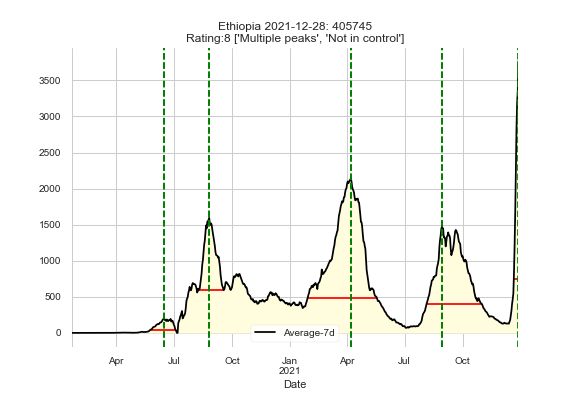 Ethiopia 2021-12-28: 405745
Rating:8 ['Multiple peaks', 'Not in control']
3500
3000
2500
2000
1500
1000
500
0
Average-7d
Apr
Jul
Oct
Jan
2021
Apr
Jul
Oct
Date